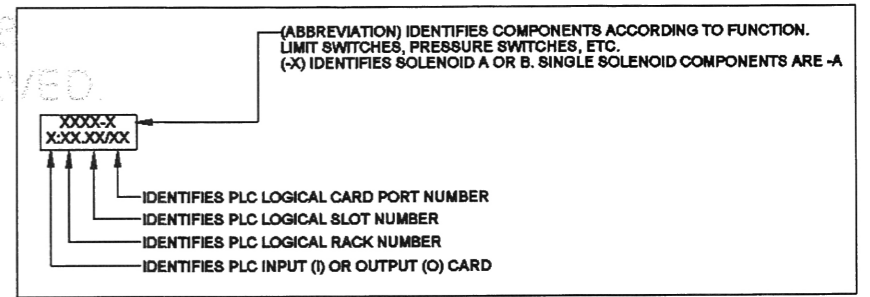 (ABBREVIATION) IDENTIFIES COMPONENTS ACCORDING TO FUNCTION.
LIMIT SWITCHES, PRESSURE SWITCHES, ETC.
(-X) IDENTIFIES SOLENOID A OR B. SINGLE SOLENOID COMPONENTS ARE -A
XXXX-X
X:XX.XX/XX
IDENTIFIES PLC LOGICAL CARD PORT NUMBER
IDENTIFIES PLC LOGICAL SLOT NUMBER
IDENTIFIES PLC LOGICAL RACK NUMBER
IDENTIFIES PLC INPUT (I) OR OUTPUT (O) CARD